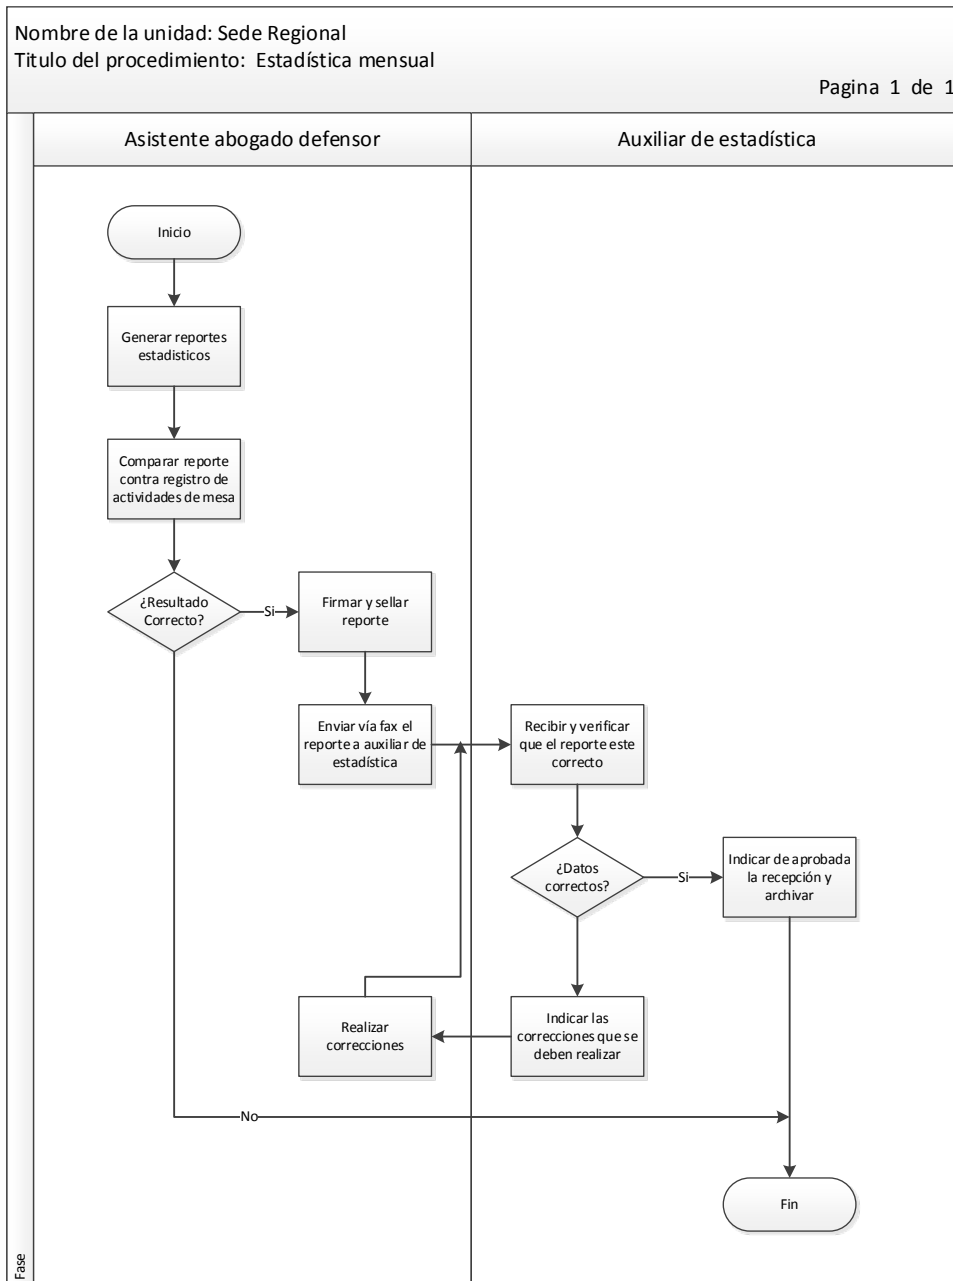 Nombre de la unidad: Sede Regional
Titulo del procedimiento: Estadística mensual
Pagina 1 de 1
Asistente abogado defensor
Auxiliar de estadística
Inicio
Generar reportes
estadisticos
Comparar reporte
contra registro de
actividades de mesa
¿Resultado
Correcto?
Si
Firmar y sellar
reporte
Enviar vía fax el
reporte a auxiliar de
estadística
Recibir y verificar
que el reporte este
correcto
¿Datos
correctos?
Si
Indicar de aprobada
la recepción y
archivar
Indicar las
correcciones que se
deben realizar
Realizar
correcciones
No
Fin
Fase